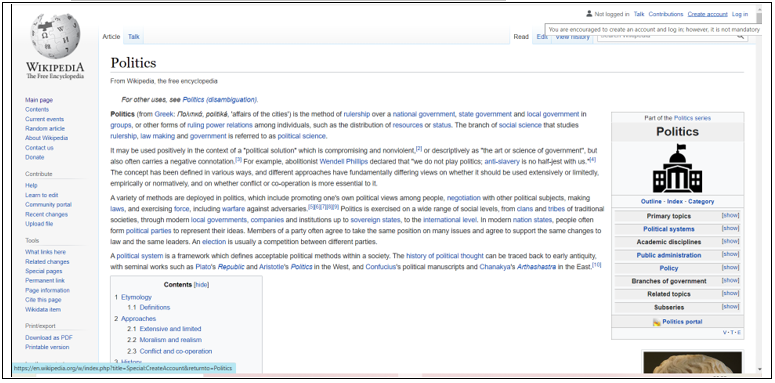 Not logged in Talk Contributions Create account Log in
You are encouraged to create an account and log in; however, it is not mandatory
Article Talk
Read Edit View history
WIKIPEDIA
The Free Encyclopedia
Main page
Contents
Current events
Random article
About Wikipedia
Contact us
Donate
Contribute
Help
Learn to edit
Community portal
Recent changes
Upload file
Tools
What links here
Related changes
Special pages
Permanent link
Page information
Cite this page
Wikidata item
Print/export
Download as PDF
Printable version
Politics
From Wikipedia, the free encyclopedia
For other uses, see Politics (disambiguation).
Politics (from Greek: Πολιτικά, politiká, 'affairs of the cities') is the method of rulership over a national government, state government and local government in
groups, or other forms of ruling power relations among individuals, such as the distribution of resources or status. The branch of social science that studies
rulership, law making and government is referred to as political science.
It may be used positively in the context of a "political solution" which is compromising and nonviolent,[2] or descriptively as "the art or science of government", but
also often carries a negative connotation.[3] For example, abolitionist Wendell Phillips declared that "we do not play politics; anti-slavery is no half-jest with us."[4]
The concept has been defined in various ways, and different approaches have fundamentally differing views on whether it should be used extensively or limitedly,
empirically or normatively, and on whether conflict or co-operation is more essential to it.
A variety of methods are deployed in politics, which include promoting one's own political views among people, negotiation with other political subjects, making
laws, and exercising force, including warfare against adversaries.[5][6][7][8][9] Politics is exercised on a wide range of social levels, from clans and tribes of traditional
societies, through modern local governments, companies and institutions up to sovereign states, to the international level. In modern nation states, people often
form political parties to represent their ideas. Members of a party often agree to take the same position on many issues and agree to support the same changes to
law and the same leaders. An election is usually a competition between different parties.
A political system is a framework which defines acceptable political methods within a society. The history of political thought can be traced back to early antiquity,
with seminal works such as Plato's Republic and Aristotle's Politics in the West, and Confucius's political manuscripts and Chanakya's Arthashastra in the East.[10]
Contents [hide]
1 Etymology
1.1 Definitions
2 Approaches
2.1 Extensive and limited
2.2 Moralism and realism
2.3 Conflict and co-operation
3 History
Part of the Politics series
Politics
Outline · Index · Category
Primary topics [show]
Political systems [show]
Academic disciplines [show]
Public administration [show]
Policy [show]
Branches of government [show]
Related topics [show]
Subseries [show]
Politics portal
V · T · E
https://en.wikipedia.org/w/index.php?title=Special:CreateAccount&returnto=Politics